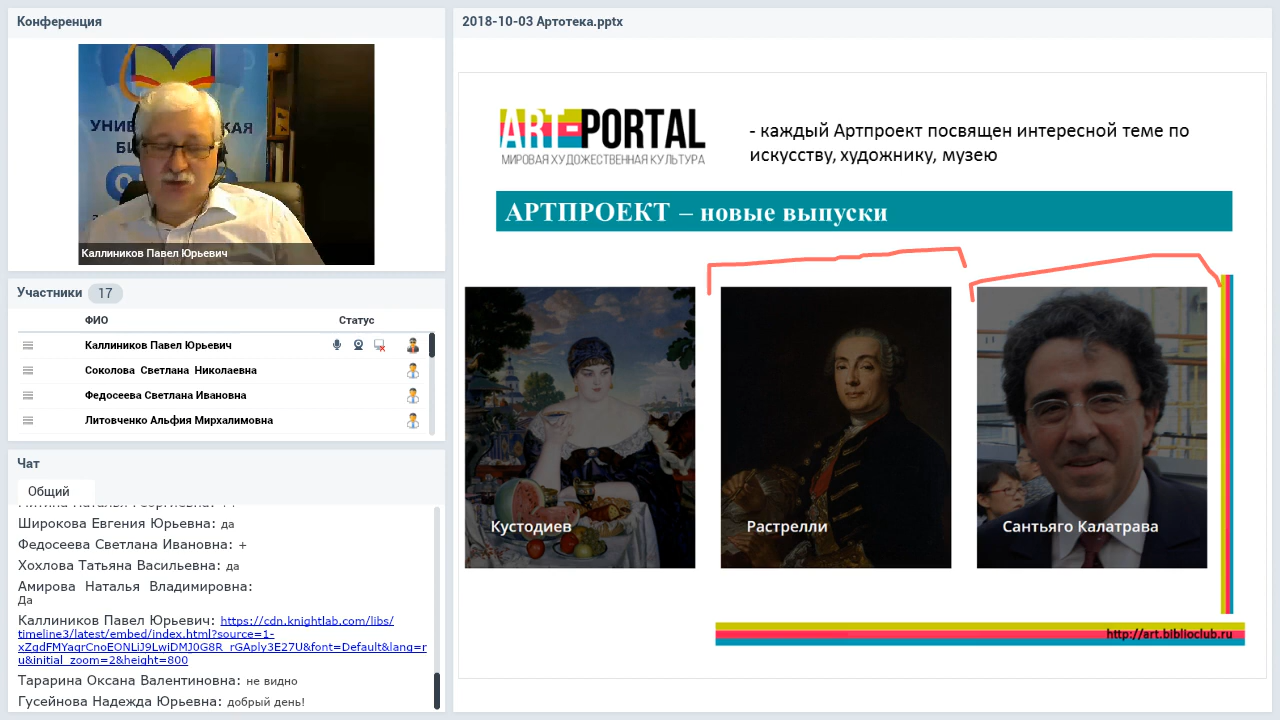 Конференция
УНИВ
КАЯ
БИ
Каллиников Павел Юрьевич
Участники 17
ФИО Статус
Каллиников Павел Юрьевич
Соколова Светлана Николаевна
Федосеева Светлана Ивановна
Литовченко Альфия Мирхалимовна
Чат
Общий
Широкова Евгения Юрьевна: да
Федосеева Светлана Ивановна: +
Хохлова Татьяна Васильевна: да
Амирова Наталья Владимировна:
Да
Каллиников Павел Юрьевич: https://cdn.knightlab.com/libs/
timeline3/latest/embed/index.html?source=1-
u&initial_zoom=2&height=800
Тарарина Оксана Валентиновна: не видно
Гусейнова Надежда Юрьевна: добрый день!
2018-10-03 Артотека.pptx
ART-PORTAL
МИРОВАЯ ХУДОЖЕСТВЕННАЯ КУЛЬТУРА
- каждый Артпроект посвящен интересной теме по
искусству, художнику, музею
АРТПРОЕКТ – новые выпуски
Кустодиев
Растрелли
Сантьяго Калатрава
http://art.biblioclub.ru